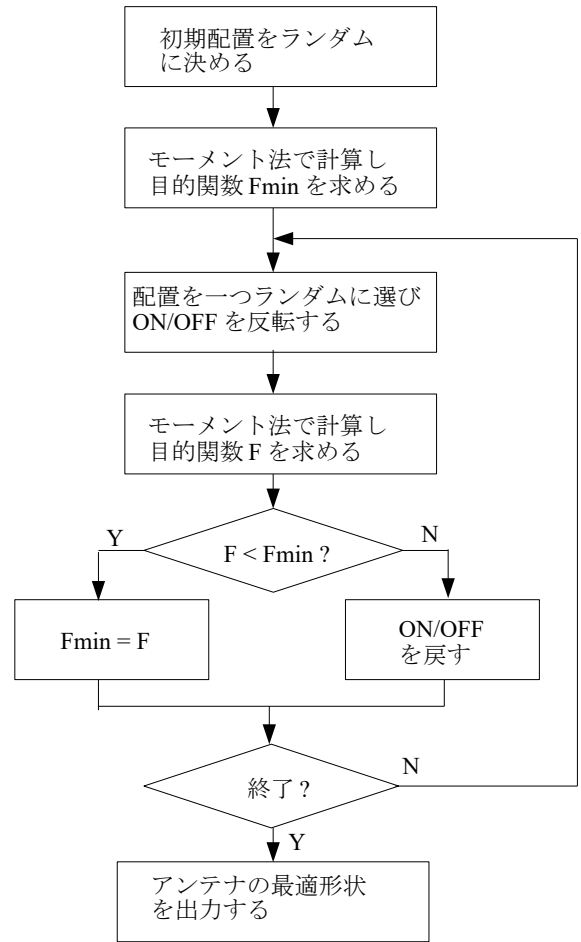 初期配置をランダム
に決める
モーメント法で計算し
目的関数 Fmin を求める
配置を一つランダムに選び
ON/OFF を反転する
モーメント法で計算し
目的関数 F を求める
Y
F < Fmin ?
N
Fmin = F
ON/OFF
を戻す
終了 ?
N
Y
アンテナの最適形状
を出力する